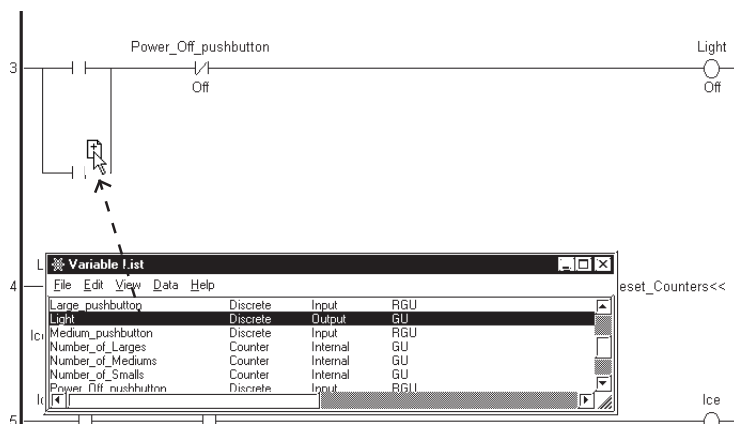 Power_Off_pushbutton Light
3
Off Off
L
Variable List
4
File Edit View Data Help
eset_Counters<<
Large_pushbutton Discrete Input RGU
Light Discrete Output GU
Medium_pushbutton Discrete Input RGU
Ic
Number_of_Larges Counter Internal GU
Number_of_Mediums Counter Internal GU
Number_of_Smalls Counter Internal GU
Power_Off_pushbutton Discrete Input RGU
Ic Ice
5